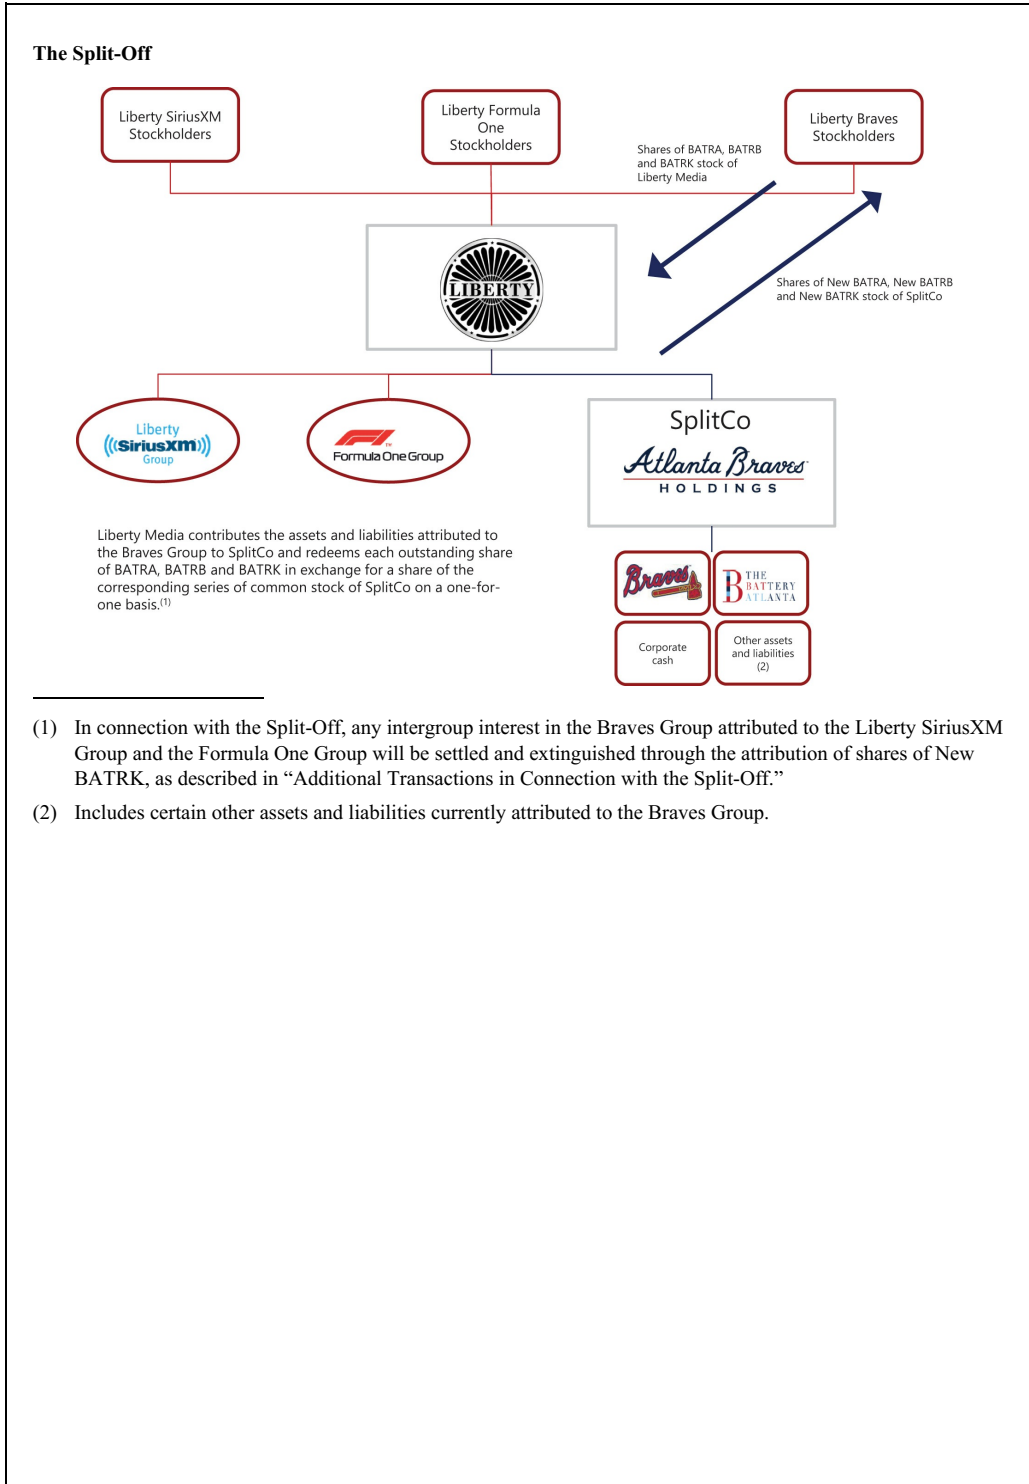 The Split-Off
Liberty SiriusXM
Stockholders
Liberty Formula
One
Stockholders
Liberty Braves
Stockholders
Shares of BATRA, BATRB
and BATRK stock of
Liberty Media
LIBERTY
Shares of New BATRA, New BATRB
and New BATRK stock of SplitCo
Liberty
((SiriusXM))
Group
F1 TM
Formula One Group
SplitCo
Atlanta Braves
HOLDINGS
Liberty Media contributes the assets and liabilities attributed to
the Braves Group to SplitCo and redeems each outstanding share
of BATRA, BATRB and BATRK in exchange for a share of the
corresponding series of common stock of SplitCo on a one-for-
one basis.(1)
Braves
B THE
BATTERY
ATLANTA
Corporate
cash
Other assets
and liabilities
(2)
(1) In connection with the Split-Off, any intergroup interest in the Braves Group attributed to the Liberty SiriusXM
Group and the Formula One Group will be settled and extinguished through the attribution of shares of New
BATRK, as described in “Additional Transactions in Connection with the Split-Off.”
(2) Includes certain other assets and liabilities currently attributed to the Braves Group.